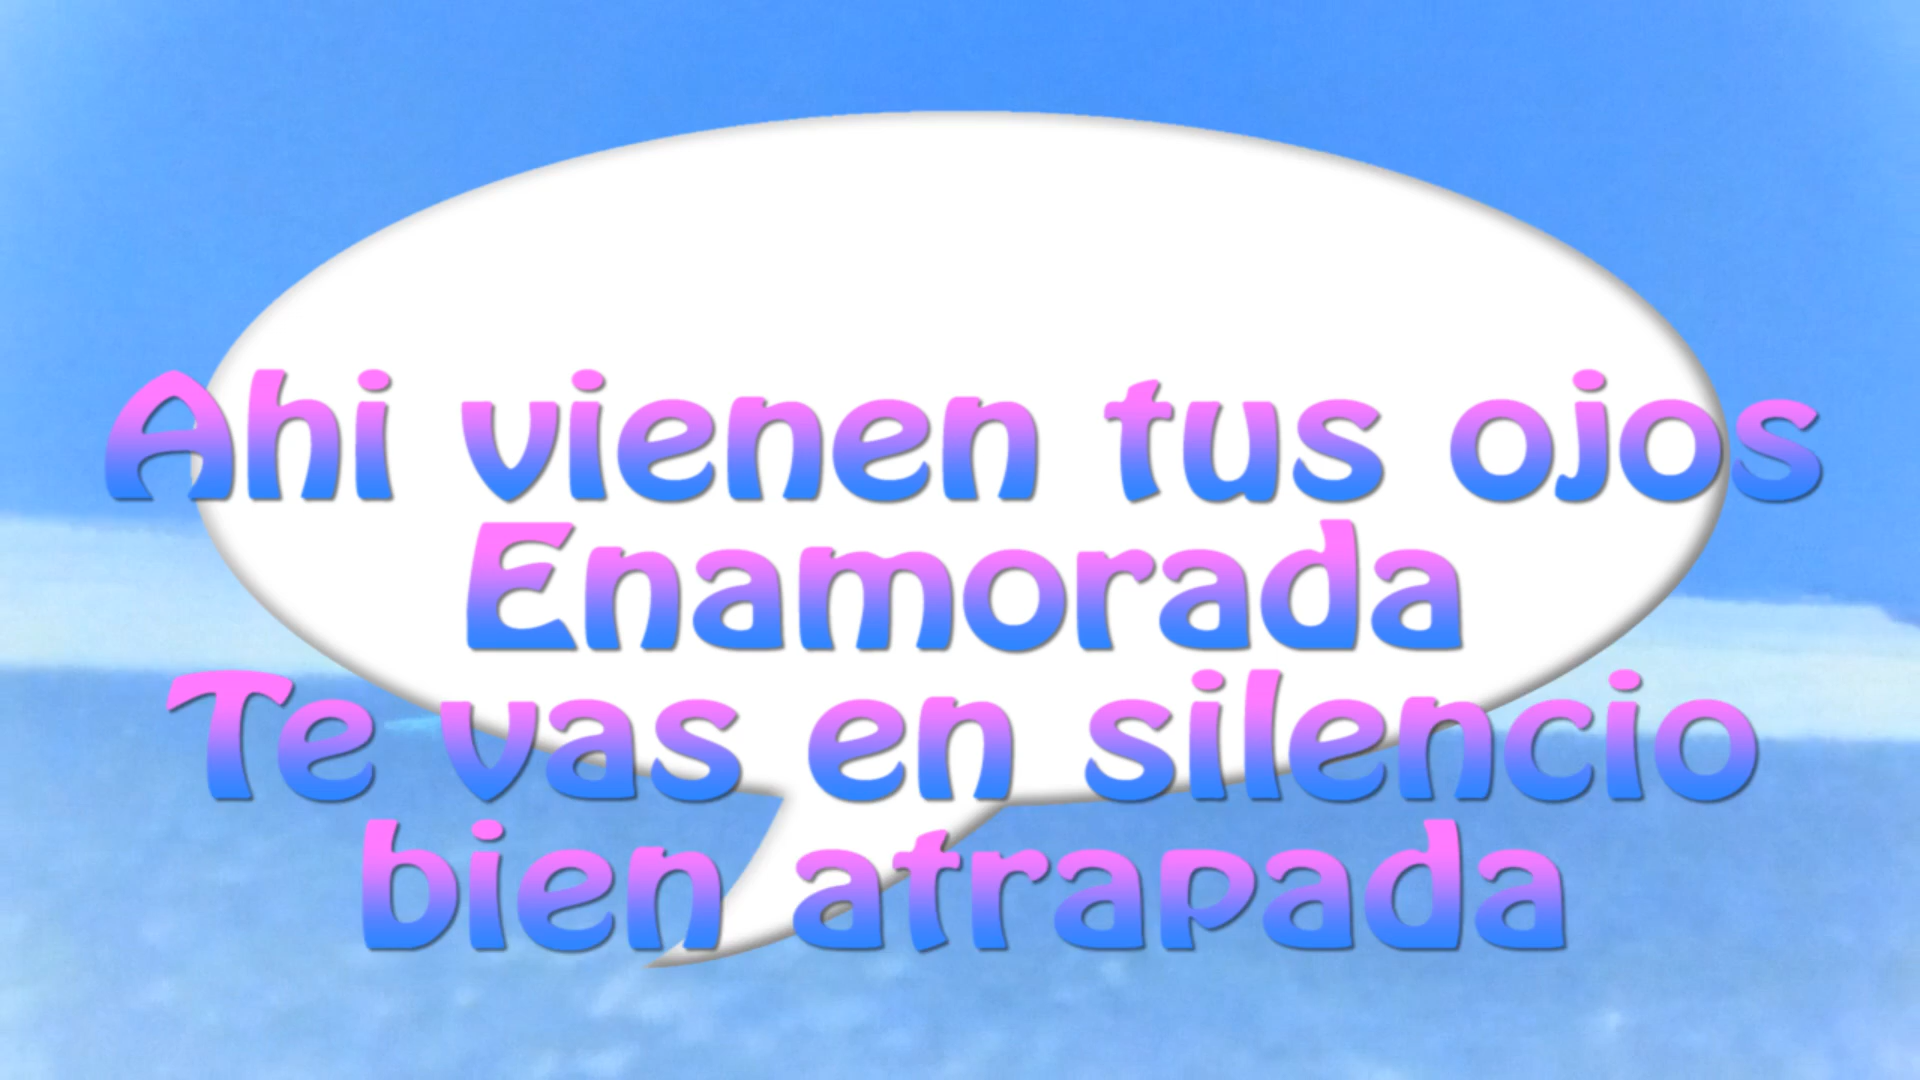 Ahi vienen tus ojos
Enamorada
Te vas en silencio
bien atrapada